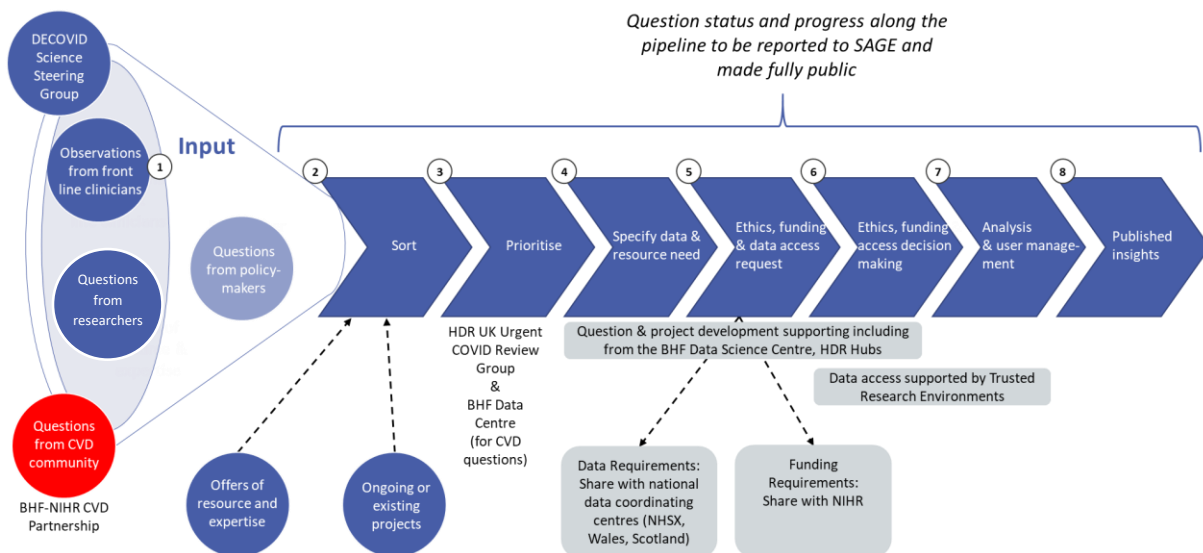 Question status and progress along the
pipeline to be reported to SAGE and
made fully public
DECOVID
Science
Steering
Group
Input
Observations
from front
line clinicians
1
Questions
from
researchers
Questions
from policy-
makers
Questions
from CVD
community
BHF-NIHR CVD
Partnership
2
Sort
3
Prioritise
4
Specify data &
resource need
5
Ethics, funding
& data access
request
6
Ethics, funding
access decision
making
7
Analysis
& user manage-
ment
8
Published
insights
HDR UK Urgent
COVID Review
Group
&
BHF Data
Centre
(for CVD
questions)
Question & project development supporting including
from the BHF Data Science Centre, HDR Hubs
Data access supported by Trusted
Research Environments
Offers of
resource and
expertise
Ongoing or
existing
projects
Data Requirements:
Share with national
data coordinating
centres (NHSX,
Wales, Scotland)
Funding
Requirements:
Share with NIHR